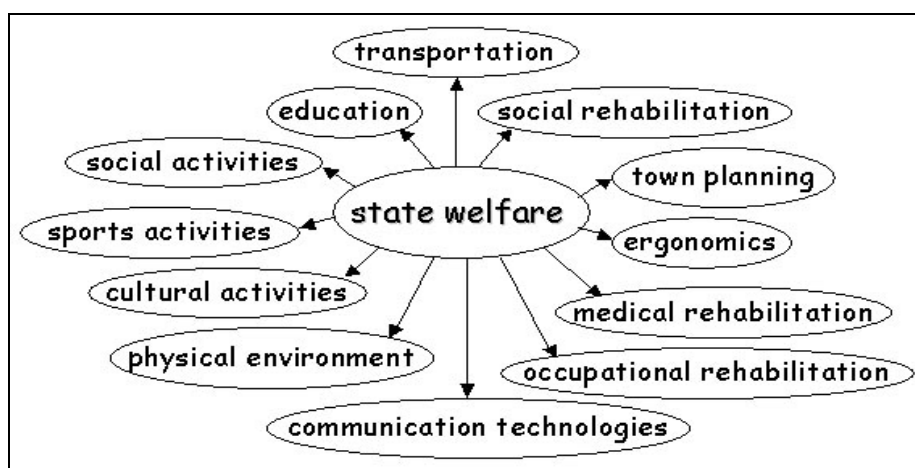 transportation
education
social rehabilitation
social activities
town planning
state welfare
sports activities
ergonomics
cultural activities
medical rehabilitation
physical environment
occupational rehabilitation
communication technologies